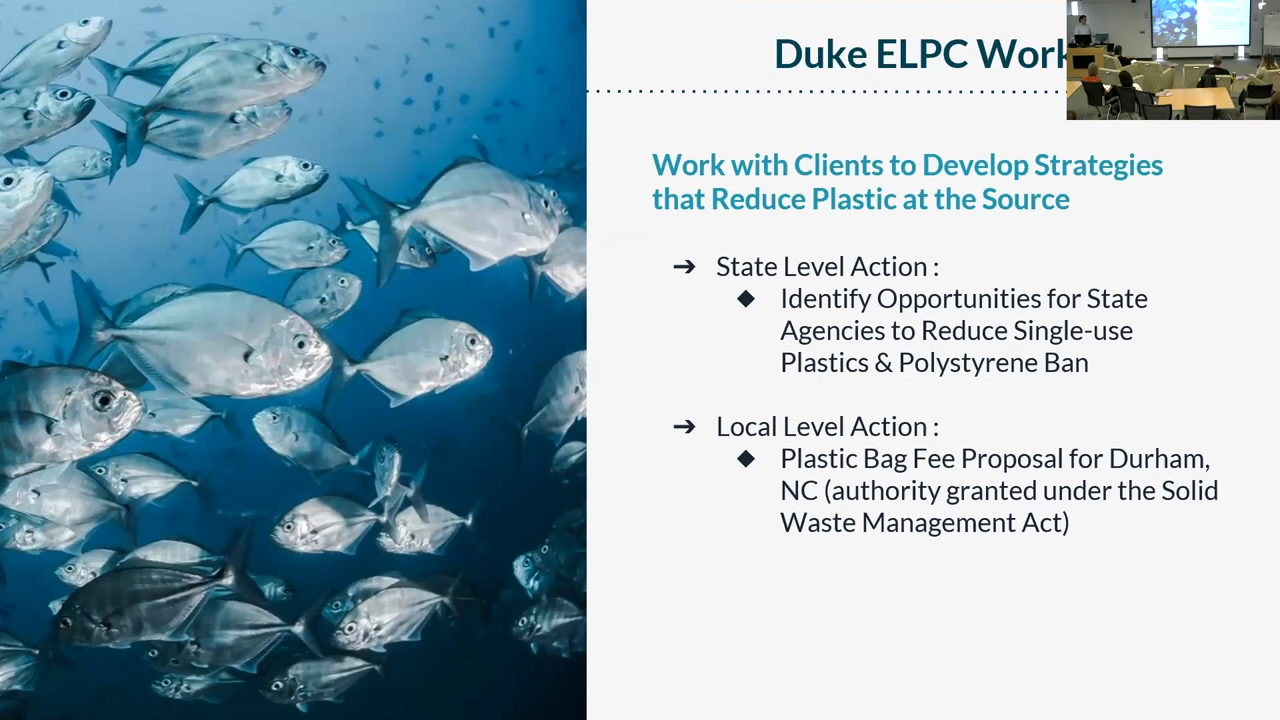 Duke ELPC Work
Work with Clients to Develop Strategies
that Reduce Plastic at the Source
➔ State Level Action :
◆ Identify Opportunities for State
Agencies to Reduce Single-use
Plastics & Polystyrene Ban
➔ Local Level Action :
◆ Plastic Bag Fee Proposal for Durham,
NC (authority granted under the Solid
Waste Management Act)